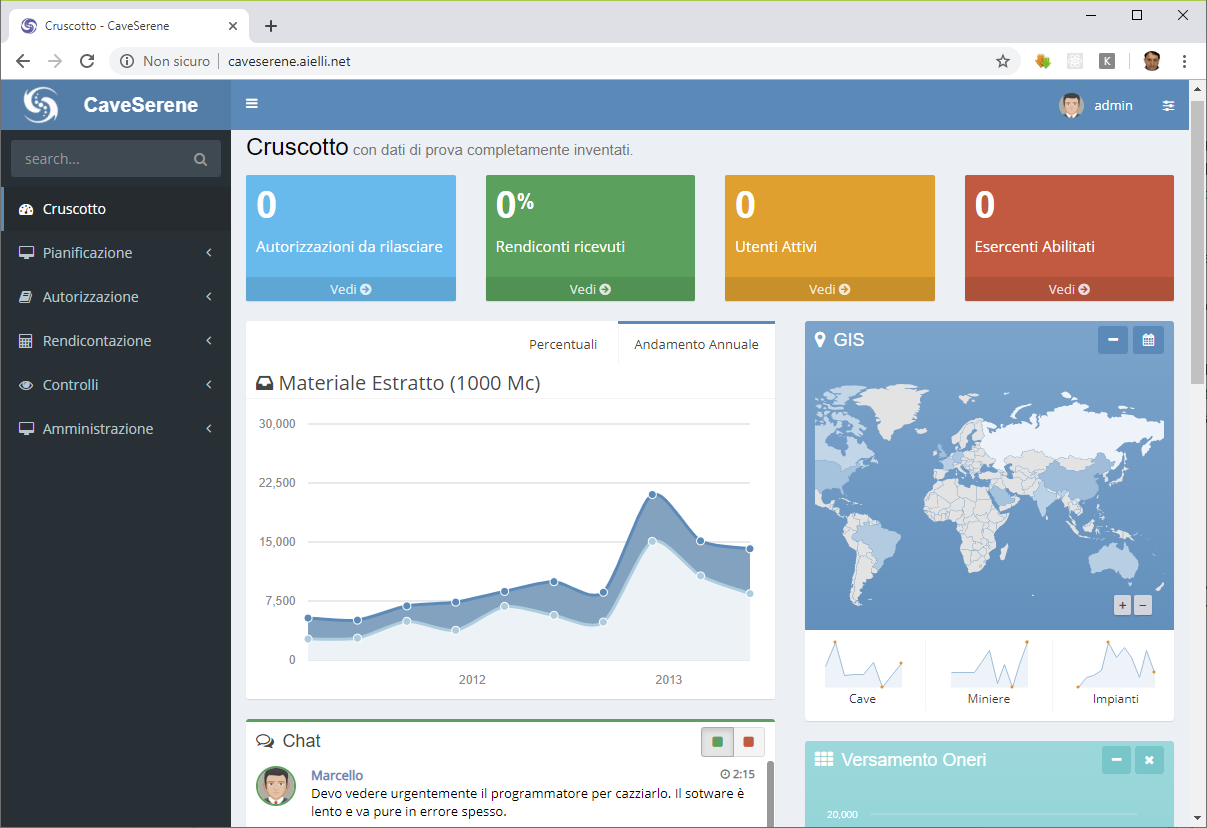 Cruscotto - CaveSerene
Non sicuro caveserene.aielli.net
K
CaveSerene
admin
search...
Cruscotto
Pianificazione
Autorizzazione
Rendicontazione
Controlli
Amministrazione
Cruscotto con dati di prova completamente inventati.
0
Autorizzazioni da rilasciare
Vedi
0%
Rendiconti ricevuti
Vedi
0
Utenti Attivi
Vedi
0
Esercenti Abilitati
Vedi
Percentuali
Andamento Annuale
Materiale Estratto (1000 Mc)
30,000
22,500
15,000
7,500
0
2012
2013
GIS
+
−
Cave
Miniere
Impianti
Chat
Marcello
2:15
Devo vedere urgentemente il programmatore per cazziarlo. Il sotware è
lento e va pure in errore spesso.
Versamento Oneri
20,000